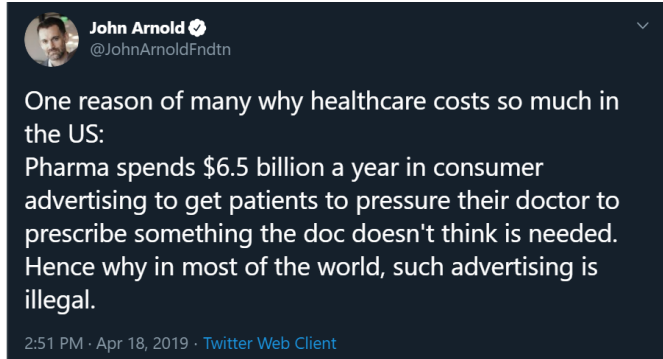 John Arnold
@JohnArnoldFndtn
One reason of many why healthcare costs so much in
the US:
Pharma spends $6.5 billion a year in consumer
advertising to get patients to pressure their doctor to
prescribe something the doc doesn't think is needed.
Hence why in most of the world, such advertising is
illegal.
2:51 PM · Apr 18, 2019 · Twitter Web Client